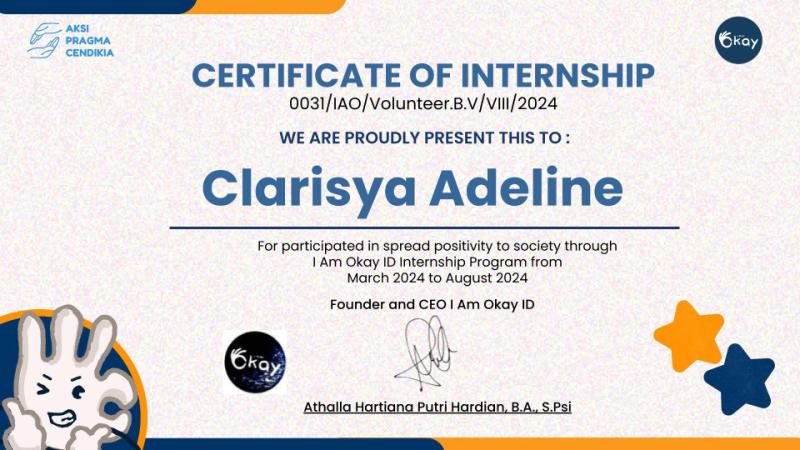 AKSI
PRAGMA
CENDIKIA
Okay
CERTIFICATE OF INTERNSHIP
0031/IAO/Volunteer.B.V/VIII/2024
WE ARE PROUDLY PRESENT THIS TO :
Clarisya Adeline
For participated in spread positivity to society through
I Am Okay ID Internship Program from
March 2024 to August 2024
Founder and CEO I Am Okay ID
Okay
Athalla Hartiana Putri Hardian, B.A., S.Psi